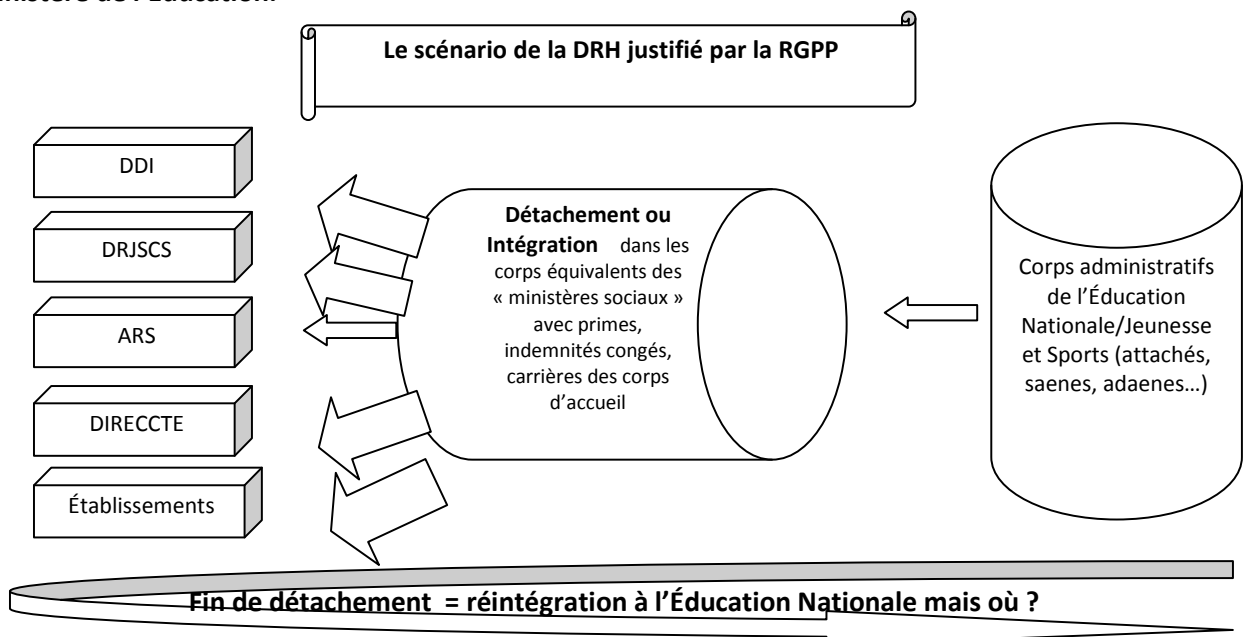 Le scénario de la DRH justifié par la RGPP
DDI
DRJSCS
ARS
DIRECCTE
Établissements
Détachement ou
Intégration dans les
corps équivalents des
« ministères sociaux »
avec primes,
indemnités congés,
carrières des corps
d’accueil
Corps administratifs
de l’Éducation
Nationale/Jeunesse
et Sports (attachés,
saenes, adaenes…)
Fin de détachement = réintégration à l’Éducation Nationale mais où ?